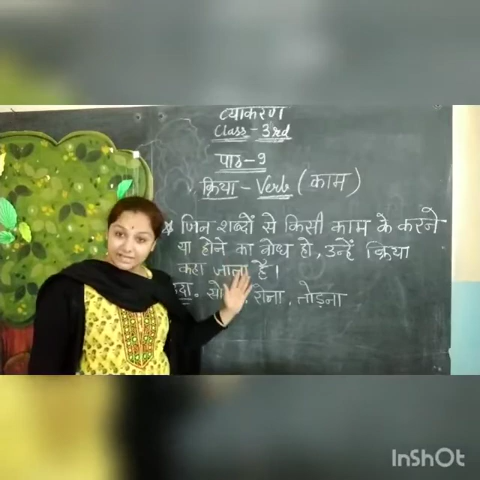 व्याकरण
Class - 3rd
पाठ - 9
क्रिया - Verb (काम)
* जिन शब्दों से किसी काम के करने
या होने का बोध हो, उन्हें क्रिया
कहा जाता है।
रोना, तोड़ना
InShOt